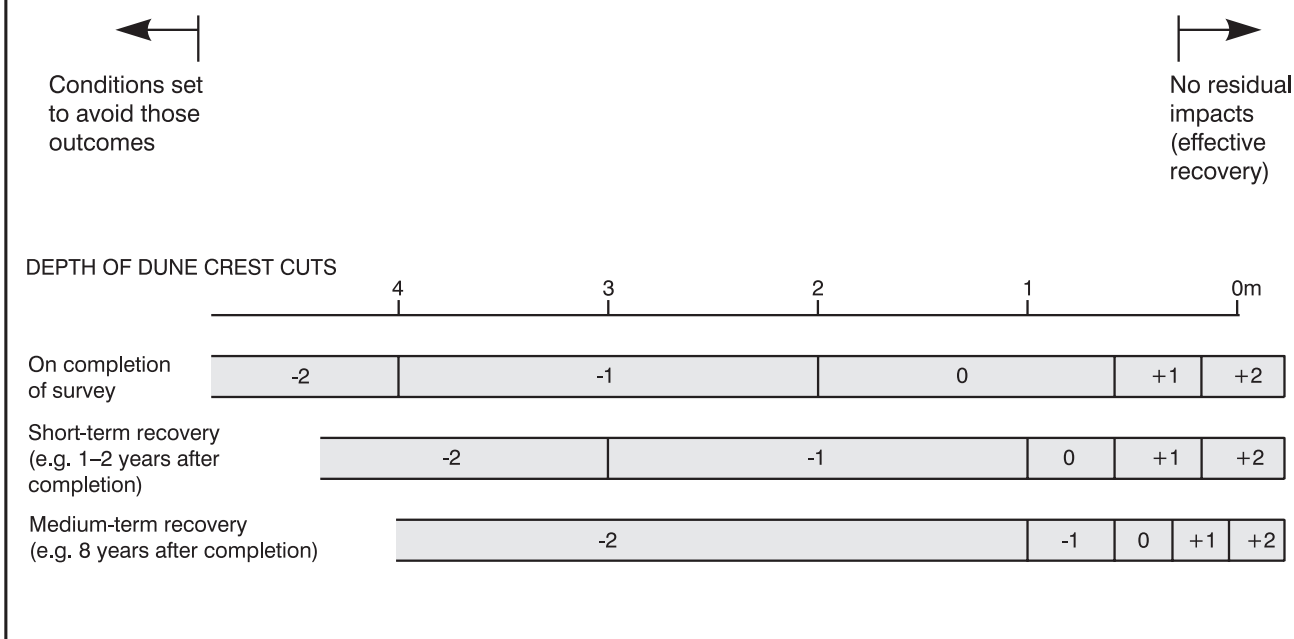 Conditions set
to avoid those
outcomes
No residual
impacts
(effective
recovery)
DEPTH OF DUNE CREST CUTS
4 3 2 1 0m
On completion
of survey
-2 -1 0 +1 +2
Short-term recovery
(e.g. 1–2 years after
completion)
-2 -1 0 +1 +2
Medium-term recovery
(e.g. 8 years after completion)
-2 -1 0 +1 +2